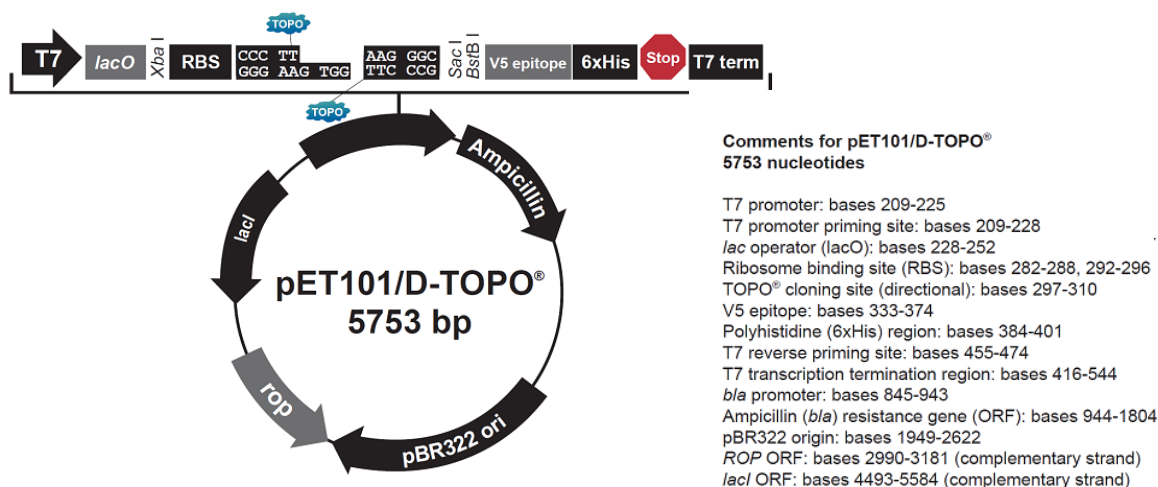 TOPO
T7 lacO Xba I RBS CCC TT AAG GGC Sac I BstB I V5 epitope 6xHis Stop T7 term
GGG AAG TGG TTC CCG
TOPO
Ampicillin
lacI
pET101/D-TOPO®
5753 bp
rop
pBR322 ori
Comments for pET101/D-TOPO®
5753 nucleotides
T7 promoter: bases 209-225
T7 promoter priming site: bases 209-228
lac operator (lacO): bases 228-252
Ribosome binding site (RBS): bases 282-288, 292-296
TOPO® cloning site (directional): bases 297-310
V5 epitope: bases 333-374
Polyhistidine (6xHis) region: bases 384-401
T7 reverse priming site: bases 455-474
T7 transcription termination region: bases 416-544
bla promoter: bases 845-943
Ampicillin (bla) resistance gene (ORF): bases 944-1804
pBR322 origin: bases 1949-2622
ROP ORF: bases 2990-3181 (complementary strand)
lacI ORF: bases 4493-5584 (complementary strand)